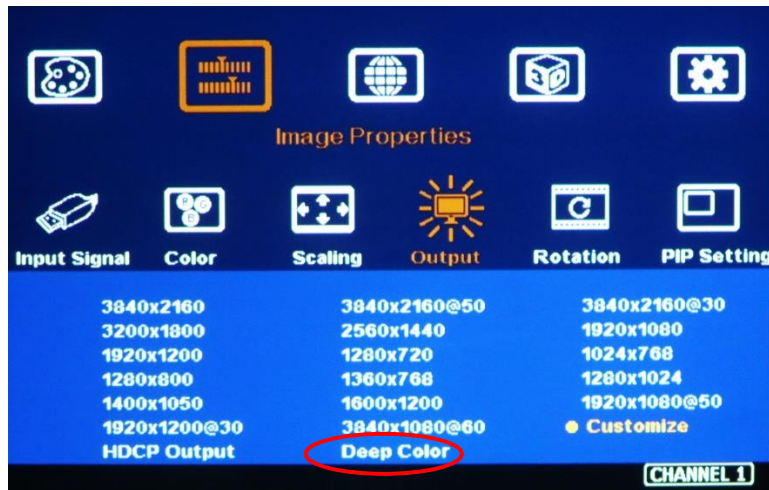 3D
Image Properties
R G
B
C
Input Signal Color Scaling Output Rotation PIP Setting
3840x2160 3840x2160@50 3840x2160@30
3200x1800 2560x1440 1920x1080
1920x1200 1280x720 1024x768
1280x800 1360x768 1280x1024
1400x1050 1600x1200 1920x1080@50
1920x1200@30 3840x1080@60 Customize
HDCP Output Deep Color
CHANNEL 1